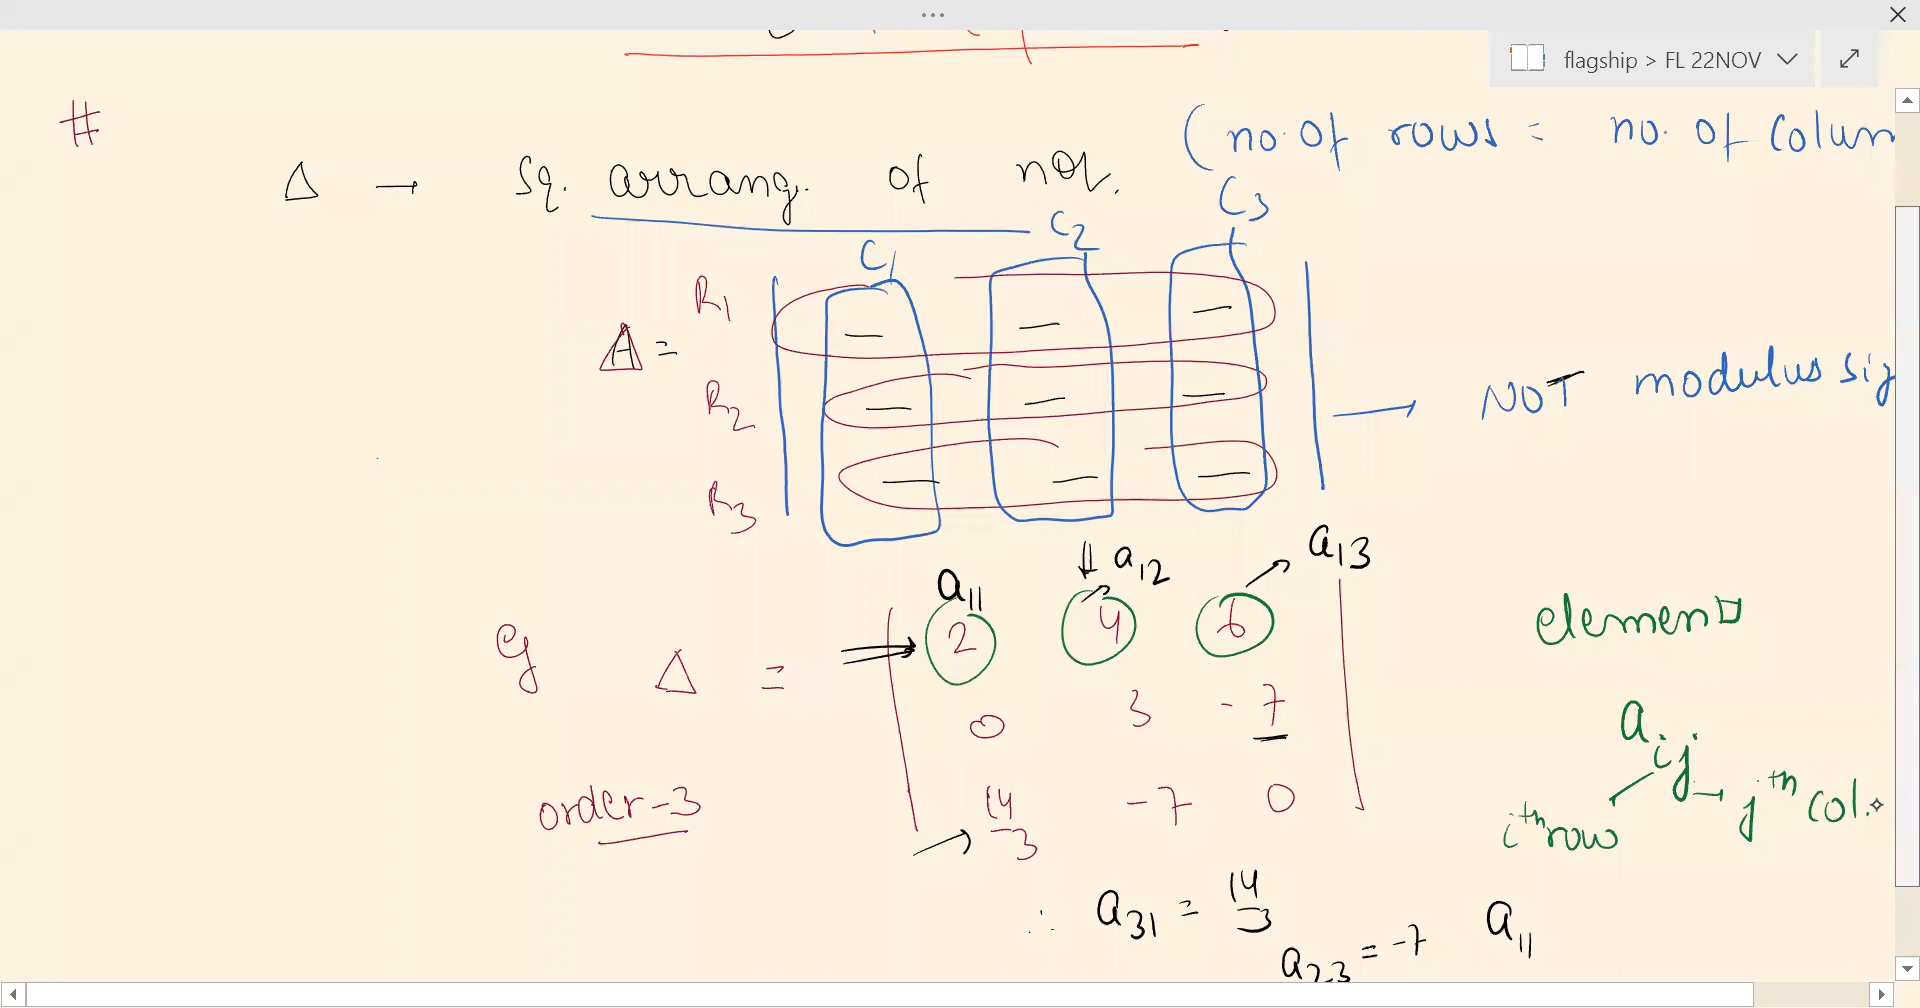 flagship > FL 22NOV
#
(no. of rows = no. of colum
Δ → Sq. arrang. of nos.
C1 C2 C3
R1
Δ =
R2
→ NOT modulus sig
R3
a11 a12 a13
eg Δ =
2 4 6
0 3 -7
14/3 -7 0
elements
order-3
aij
ith row → jth col.
∴ a31 = 14/3
a23 = -7 a11